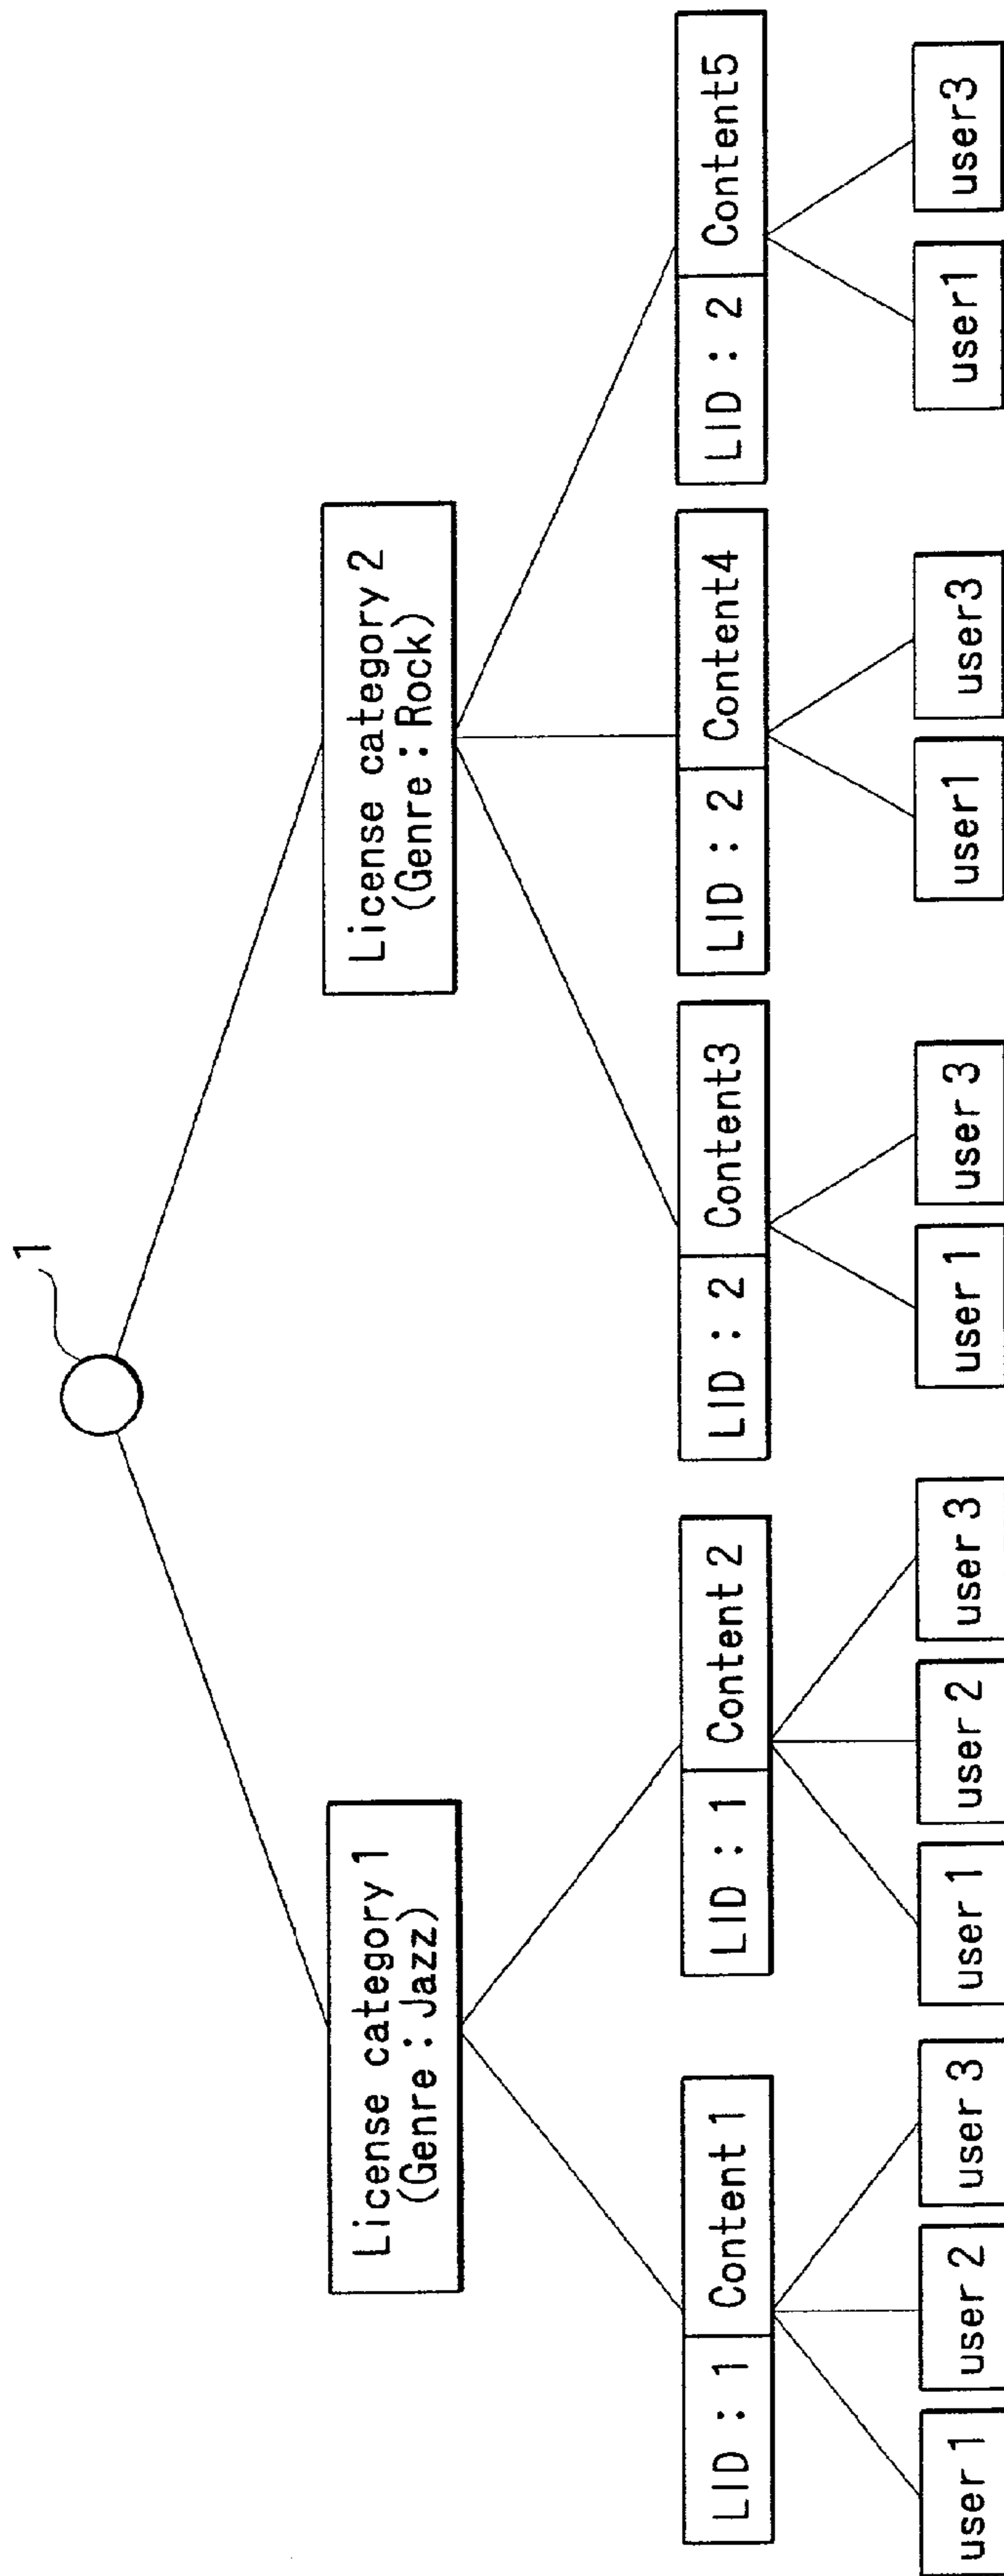 1
License category 1
(Genre : Jazz)
License category 2
(Genre : Rock)
LID : 1 Content 1
LID : 1 Content 2
LID : 2 Content3
LID : 2 Content4
LID : 2 Content5
user 1
user 2
user 3
user 1
user 2
user 3
user 1
user 3
user1
user3
user1
user3